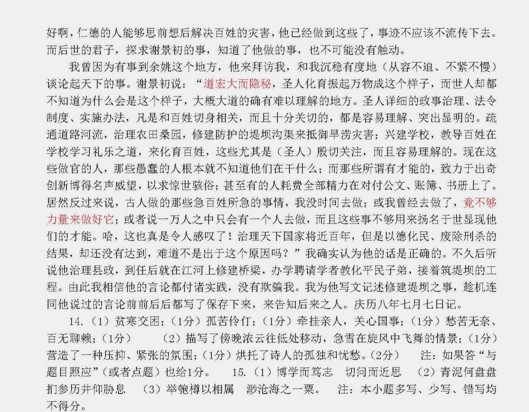 好啊，仁德的人能够思前想后解决百姓的灾害，他已经做到这些了，事迹不应该不流传下去。
而后世的君子，探求谢景初的事，知道了他做的事，也不可能没有触动。
我曾因为有事到余姚这个地方，他来拜访我，和我沉稳有度地（从容不迫、不紧不慢）
谈论起天下的事。谢景初说：“道宏大而隐秘，圣人化育振起万物成这个样子，而世人却都
不知道为什么会是这个样子，大概大道的确有难以理解的地方。圣人详细的政事治理、法令
制度、实施办法，凡是和百姓切身相关，而且十分关切的，都是容易理解、突出显明的。疏
通道路河流，治理农田桑园，修建防护的堤坝沟渠来抵御旱涝灾害；兴建学校，教导百姓在
学校学习礼乐之道，来化育百姓，这些尤其是（圣人）殷切关注，而且容易理解的。现在这
些做官的人，那些愚蠢的人根本就不知道他们在干什么；而那些所谓有才能的，致力于出奇
创新博得名声威望，以求惊世骇俗；甚至有的人耗费全部精力在对付公文、账簿、书册上了。
居然反过来说，古人做的那些急百姓所急的事情，我没时间去做；或我曾经去做了，竟不够
力量来做好它；或者说一万人之中只会有一个人去做，而且这些事不够用来扬名于世显现他
们的才能。哈，这也真是令人感叹了！治理天下国家将近百年，但是以德化民、废除刑杀的
结果，却还没有达到，难道不是出于这个原因吗？”我确实认为他的话是正确的。不久后听
说他治理县政，到任后就在江河上修建桥梁，办学聘请学者教化平民子弟，接着筑堤坝的工
程。由此我相信他的言论都付诸实践，没有欺骗我。我为他写文记述修建堤坝之事，趁机连
同他说过的言论前前后后都写了保存下来，来告知后来之人。庆历八年七月七日记。
14.（1）贫寒交困；（1分）孤苦伶仃；（1分）牵挂亲人，关心国事；（1分）愁苦无奈、
百无聊赖；（1分） （2）描写了傍晚浓云往低处移动，急雪在旋风中飞舞的情景；（1分）
营造了一种压抑、紧张的氛围；（1分）烘托了诗人的孤独和忧愁。（2分） 注：如果答“与
题目照应”（或者点题）也给1分。 15.（1）博学而笃志 切问而近思 （2）青泥何盘盘
扪参历井仰胁息 （3）举匏樽以相属 渺沧海之一粟。 注：本小题多写、少写、错写均
不得分。